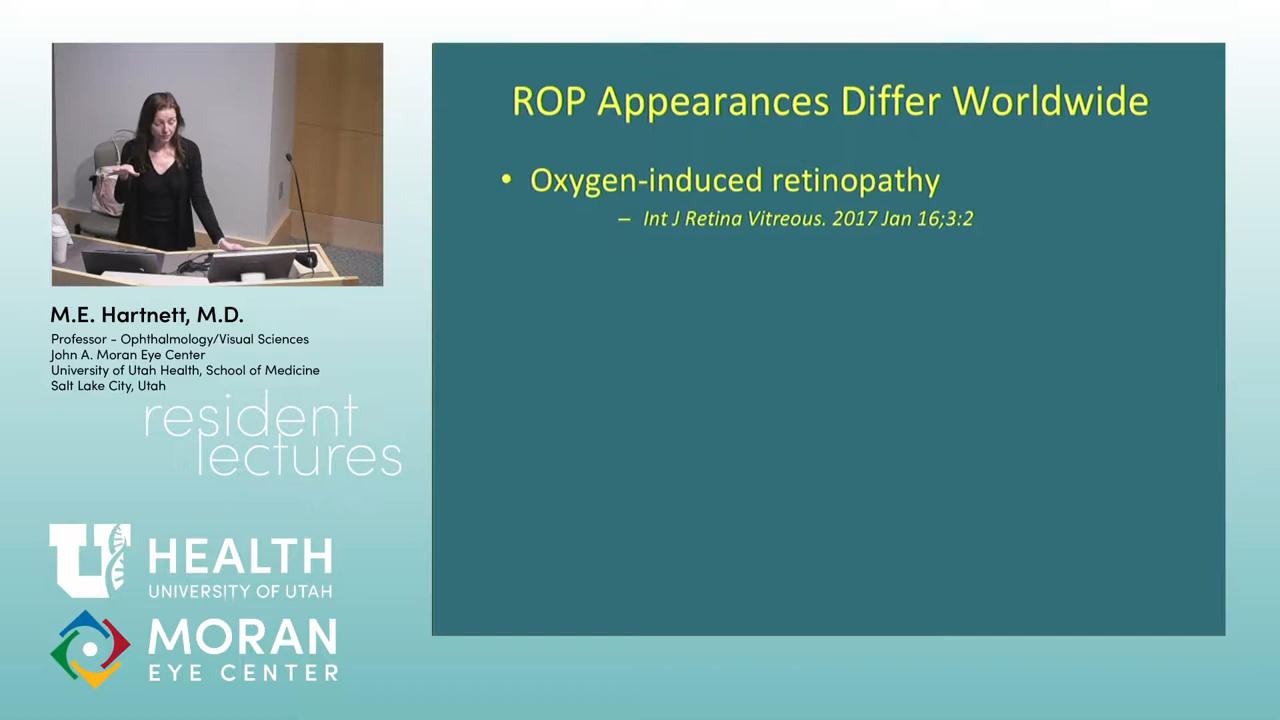 ROP Appearances Differ Worldwide
• Oxygen-induced retinopathy
– Int J Retina Vitreous. 2017 Jan 16;3:2
M.E. Hartnett, M.D.
Professor - Ophthalmology/Visual Sciences
John A. Moran Eye Center
University of Utah Health, School of Medicine
Salt Lake City, Utah
resident
lectures
U HEALTH
UNIVERSITY OF UTAH
MORAN
EYE CENTER